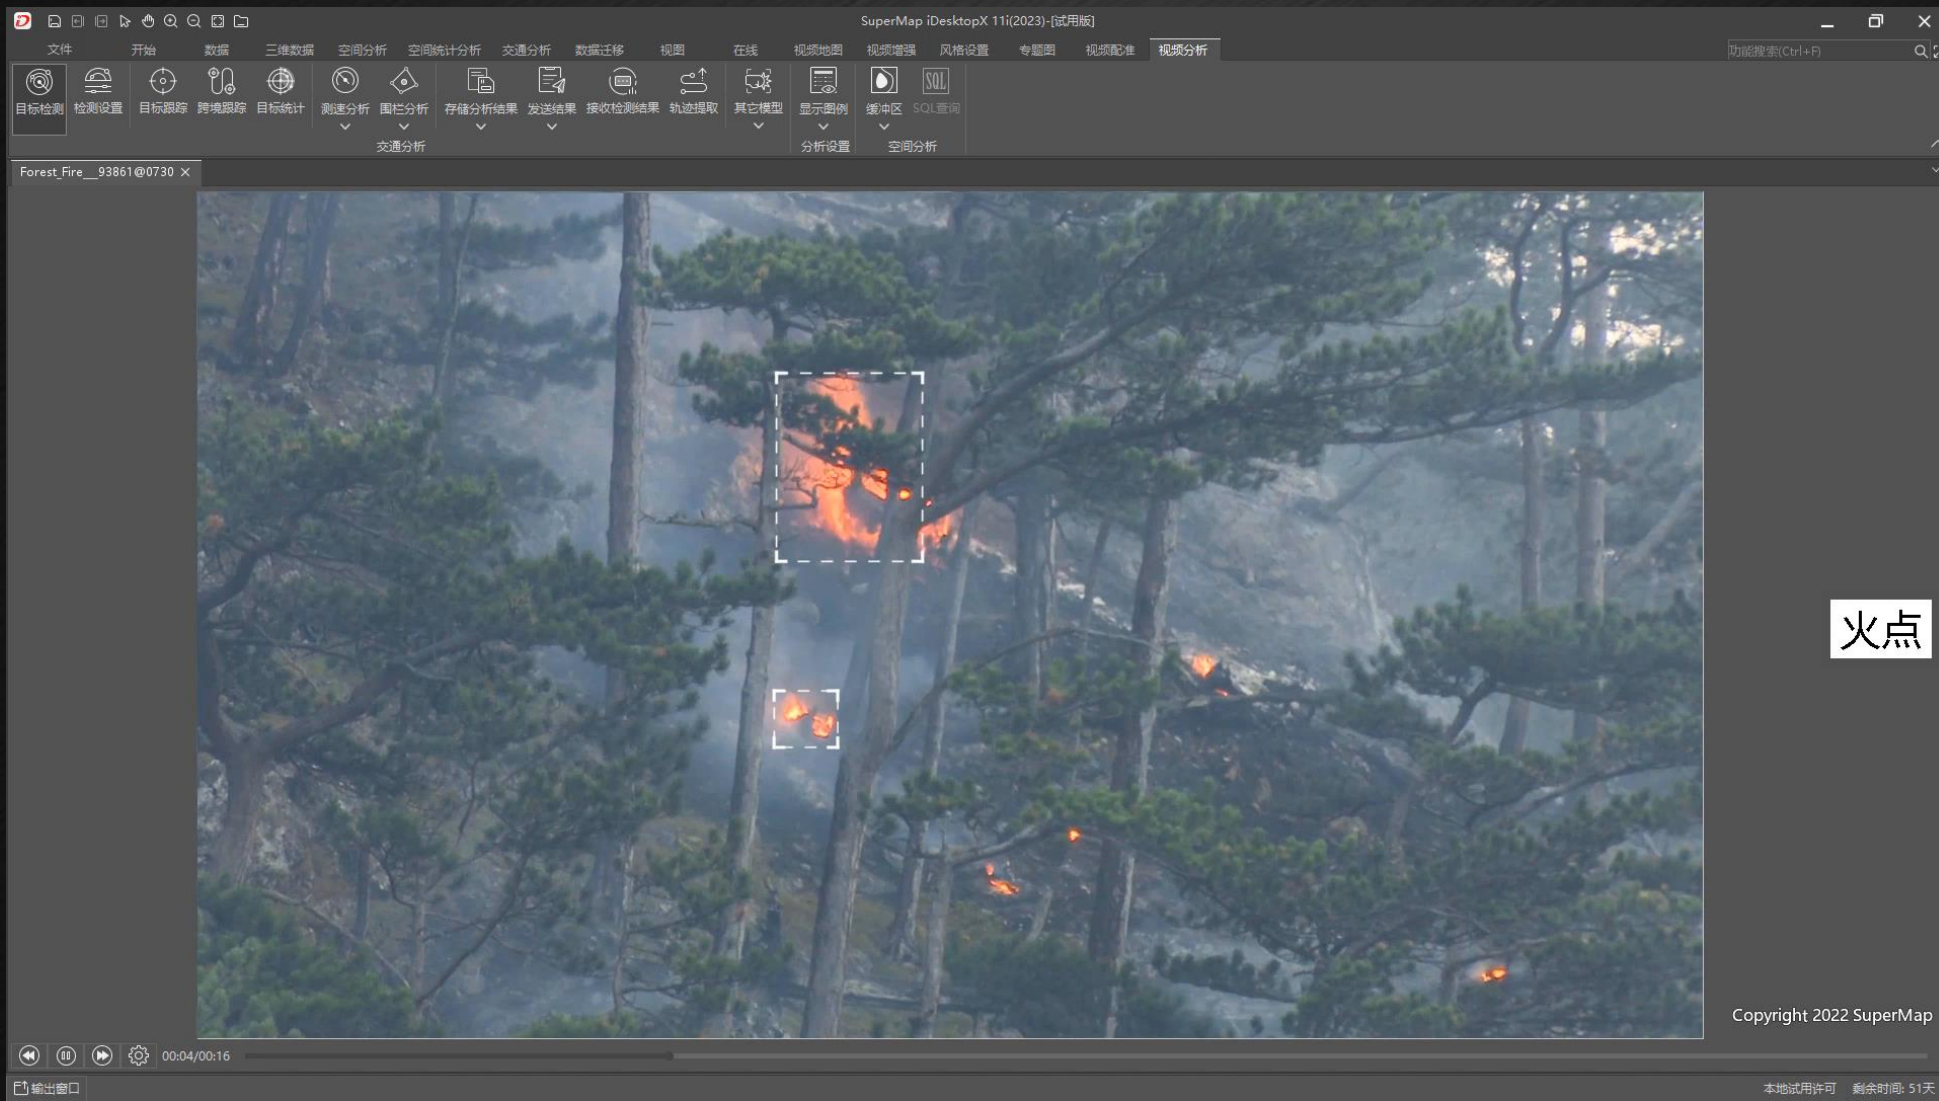 SuperMap iDesktopX 11i(2023)-[试用版]
文件 开始 数据 三维数据 空间分析 空间统计分析 交通分析 数据迁移 视图 在线 视频地图 视频增强 风格设置 专题图 视频配准 视频分析 功能搜索(Ctrl+F)
目标检测 检测设置 目标跟踪 跨境跟踪 目标统计 测速分析 围栏分析 存储分析结果 发送结果 接收检测结果 轨迹提取 其它模型 显示图例 缓冲区 SQL查询
SQL
交通分析 分析设置 空间分析
Forest_Fire__93861@0730
火点
Copyright 2022 SuperMap
00:04/00:16
输出窗口 本地试用许可 剩余时间: 51天